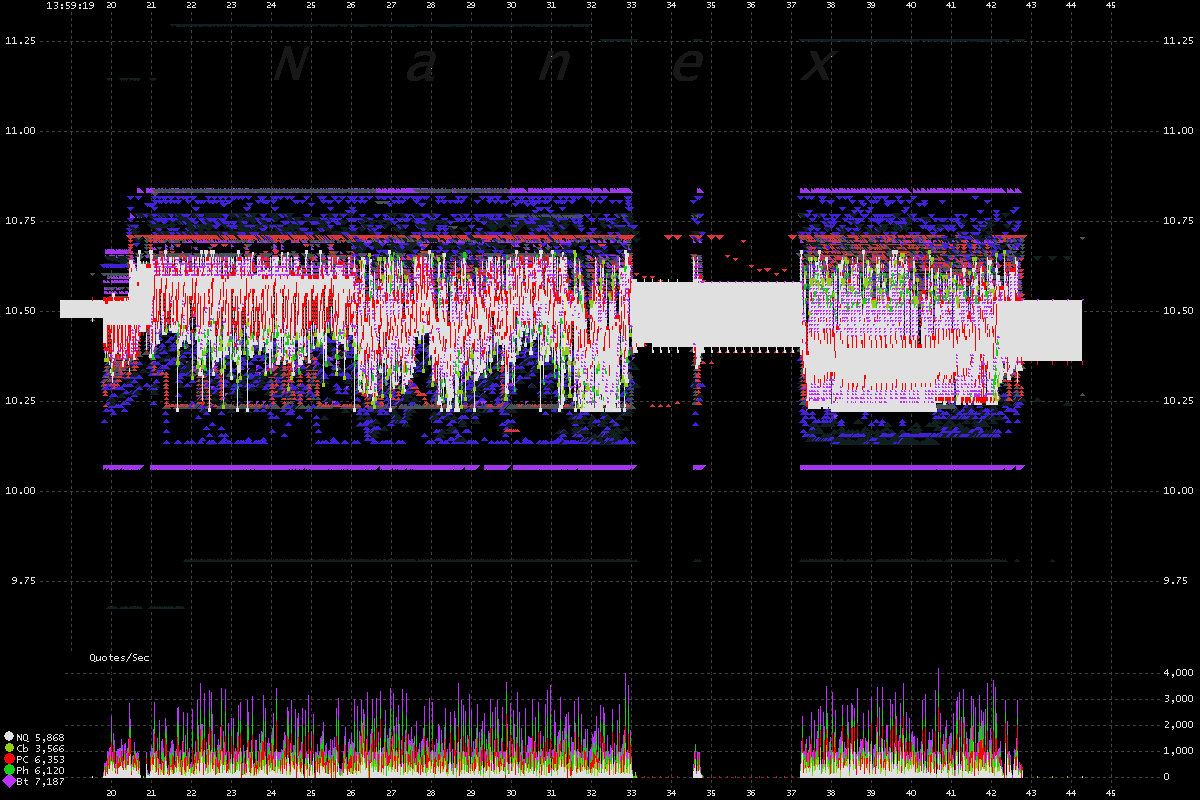 13:59:19 20 21 22 23 24 25 26 27 28 29 30 31 32 33 34 35 36 37 38 39 40 41 42 43 44 45
11.25 11.25
N a n e x
11.00 11.00
10.75 10.75
10.50 10.50
10.25 10.25
10.00 10.00
9.75 9.75
Quotes/Sec
4,000
3,000
2,000
1,000
0
NQ 5,868
Cb 3,566
PC 6,353
Ph 6,120
Bt 7,187
20 21 22 23 24 25 26 27 28 29 30 31 32 33 34 35 36 37 38 39 40 41 42 43 44 45